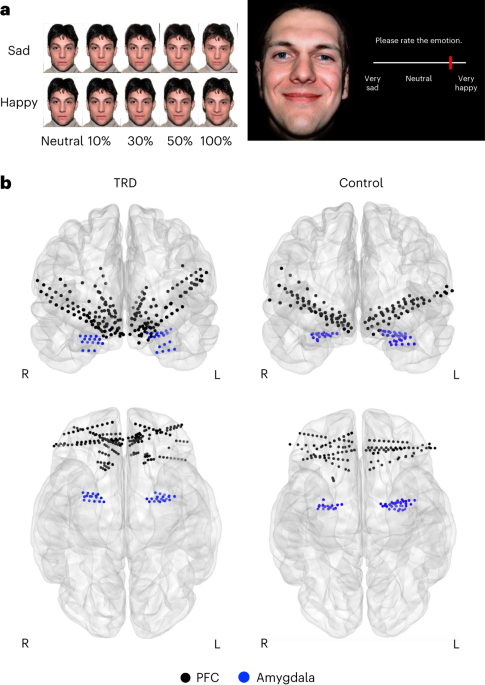 a
Sad
Happy
Neutral 10% 30% 50% 100%
Please rate the emotion.
Very sad
Neutral
Very happy
b
TRD
Control
R
L
R
L
R
L
R
L
PFC
Amygdala